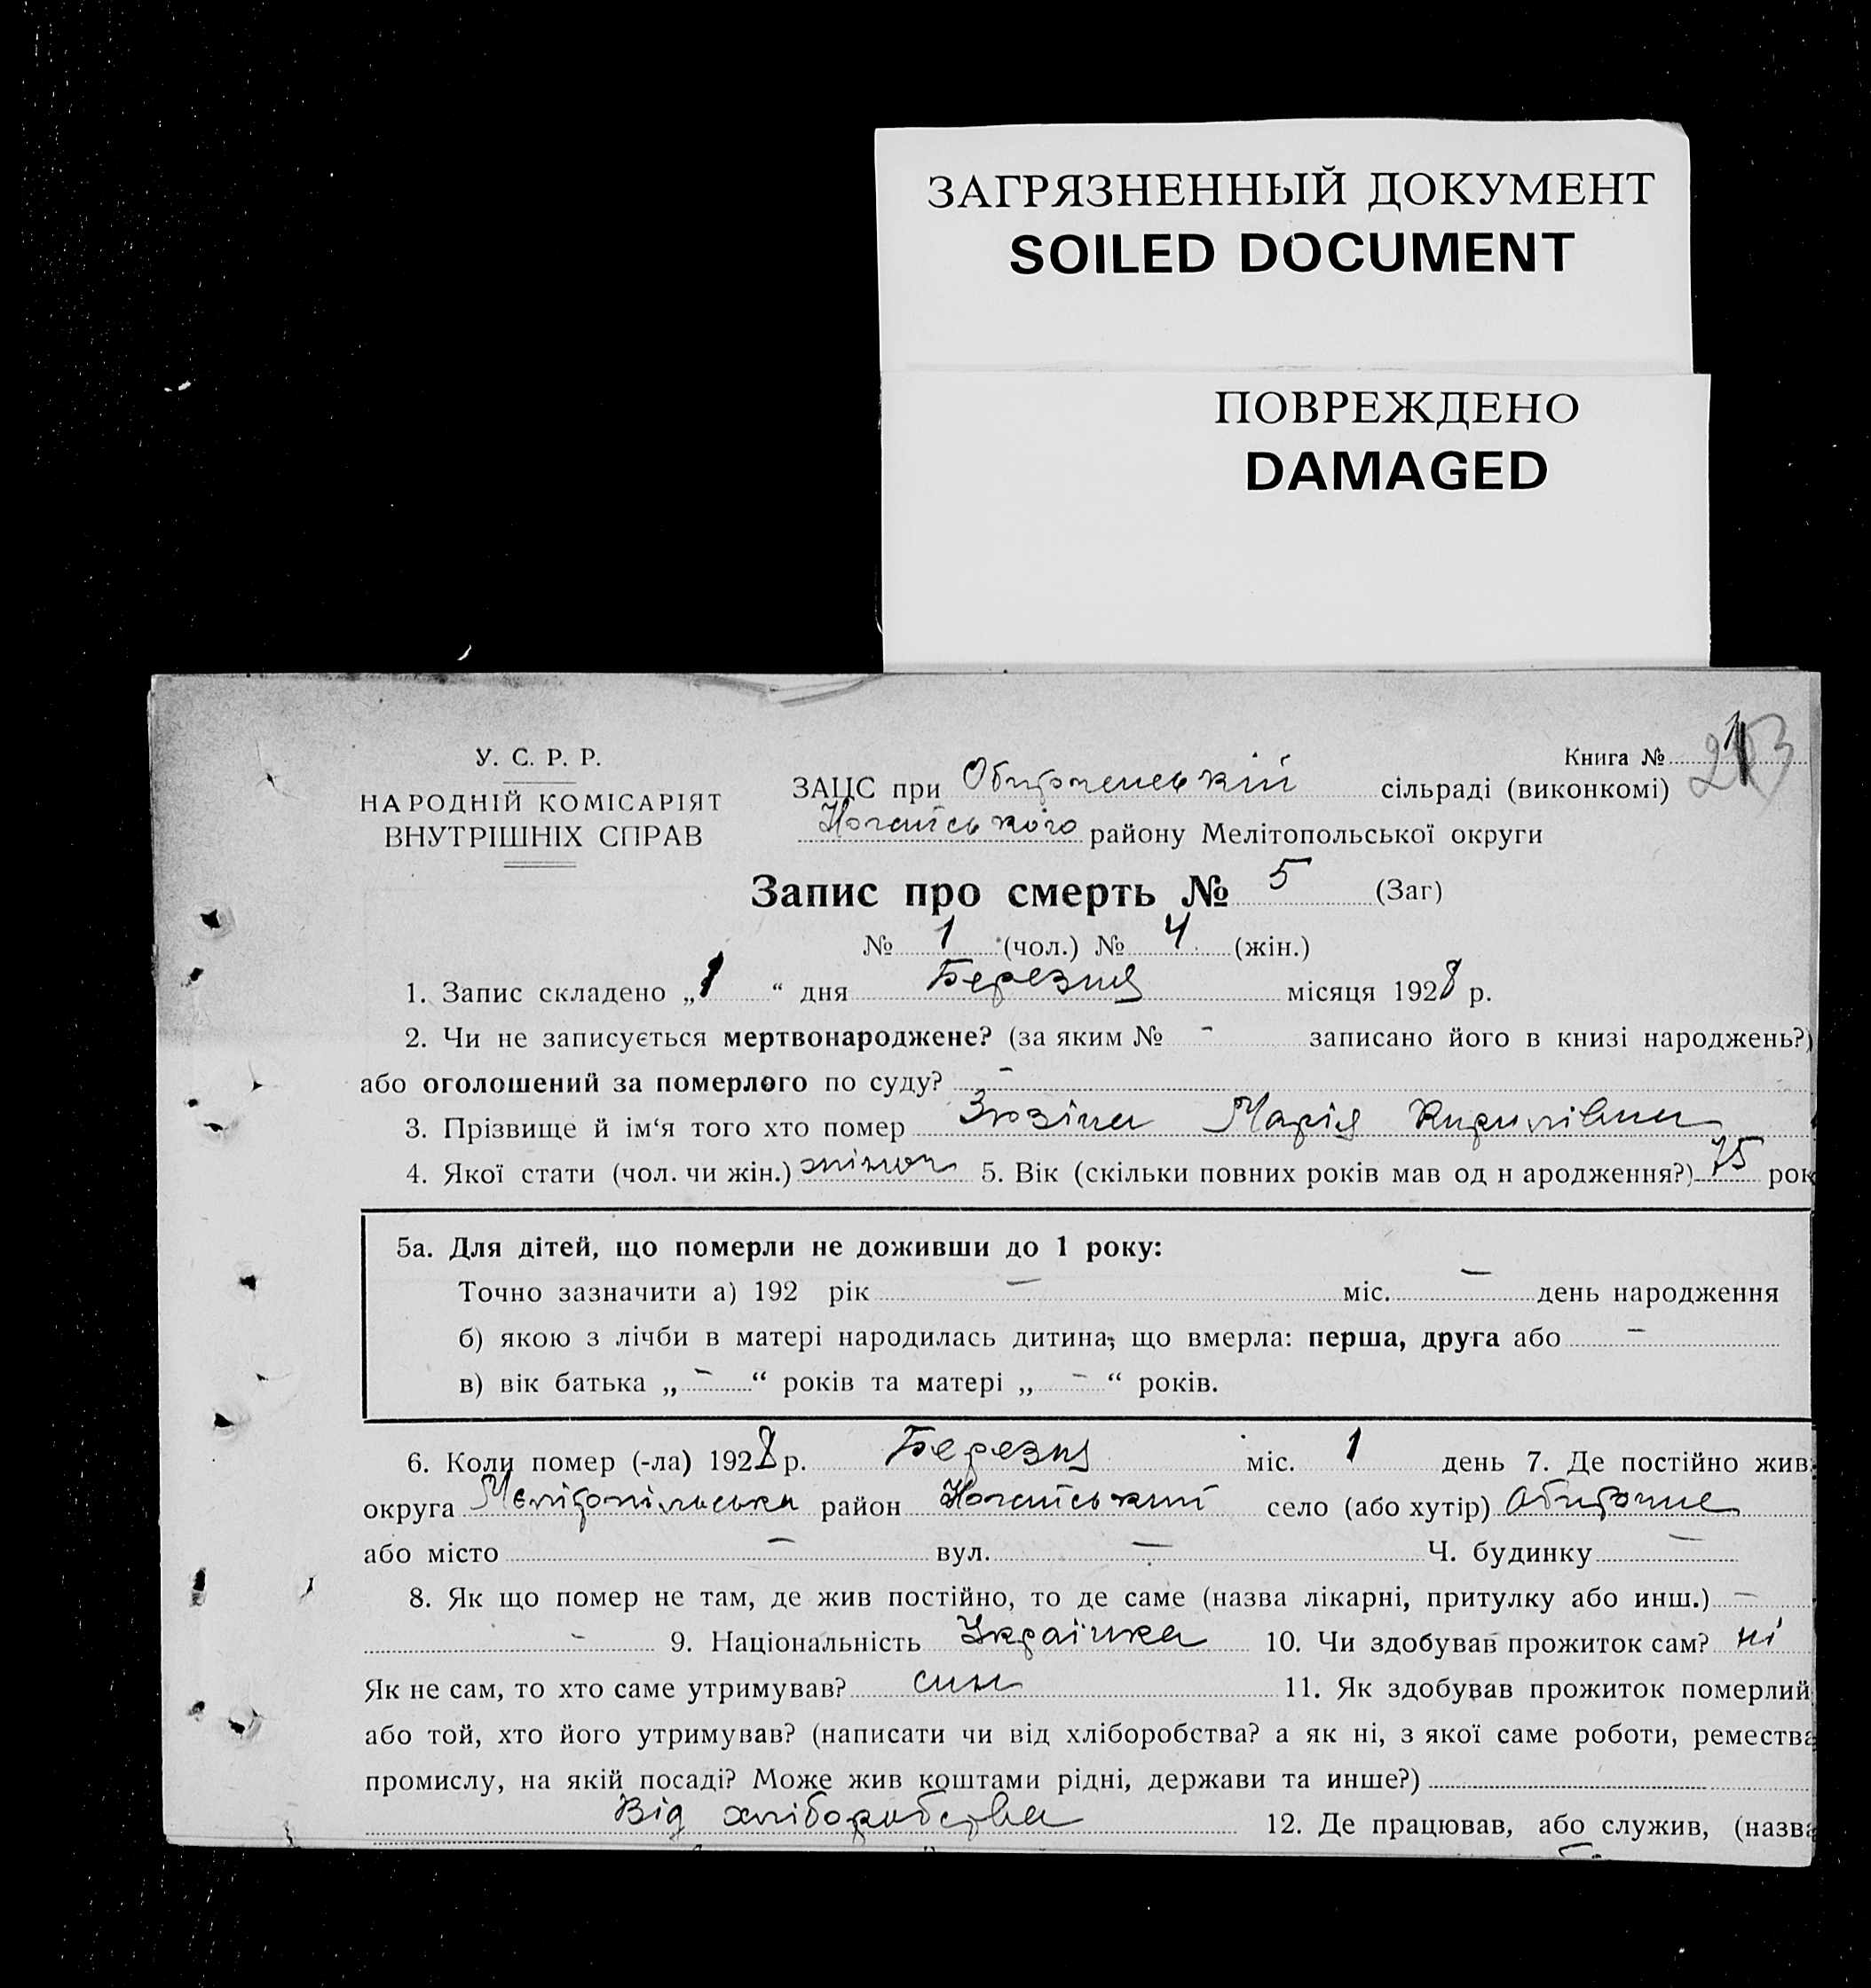 ЗАГРЯЗНЕННЫЙ ДОКУМЕНТ
SOILED DOCUMENT
ПОВРЕЖДЕНО
DAMAGED
У. С. Р. Р.
НАРОДНІЙ КОМІСАРІЯТ
ВНУТРІШНІХ СПРАВ
Книга №
ЗАЦС при Обиточенській сільраді (виконкомі)
Ногайського району Мелітопольської округи
Запис про смерть № 5 (Заг)
№ 1 (чол.) № 4 (жін.)
1. Запис складено „1“ дня Березня місяця 1928 р.
2. Чи не записується мертвонароджене? (за яким № - записано його в книзі народжень?)
або оголошений за померлого по суду? -
3. Прізвище й ім‘я того хто помер Зюзіна Марія Кирилівна
4. Якої стати (чол. чи жін.) жіноч 5. Вік (скільки повних років мав од н ародження?) 75 рок
5а. Для дітей, що померли не доживши до 1 року:
Точно зазначити а) 192 рік - міс. - день народження
б) якою з лічби в матері народилась дитина, що вмерла: перша, друга або -
в) вік батька „-“ років та матері „-“ років.
6. Коли помер (-ла) 1928 р. Березня міс. 1 день 7. Де постійно жив:
округа Мелітопільська район Ногайський село (або хутір) Обиточне
або місто - вул. - Ч. будинку -
8. Як що помер не там, де жив постійно, то де саме (назва лікарні, притулку або инш.) -
- 9. Національність Українка 10. Чи здобував прожиток сам? ні
Як не сам, то хто саме утримував? син 11. Як здобував прожиток померлий
або той, хто його утримував? (написати чи від хліборобства? а як ні, з якої саме роботи, ремества
промислу, на якій посаді? Може жив коштами рідні, держави та инше?)
Від хліборобства 12. Де працював, або служив, (назва